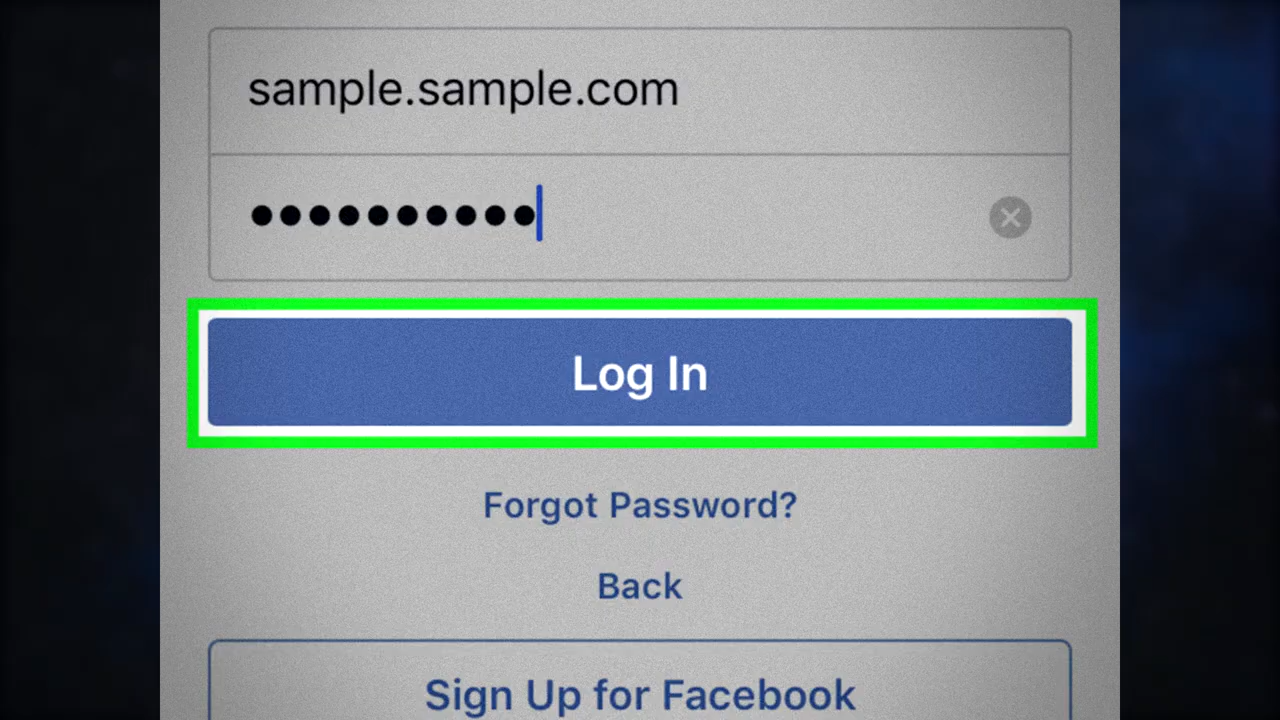 sample.sample.com
••••••••••
Log In
Forgot Password?
Back
Sign Up for Facebook